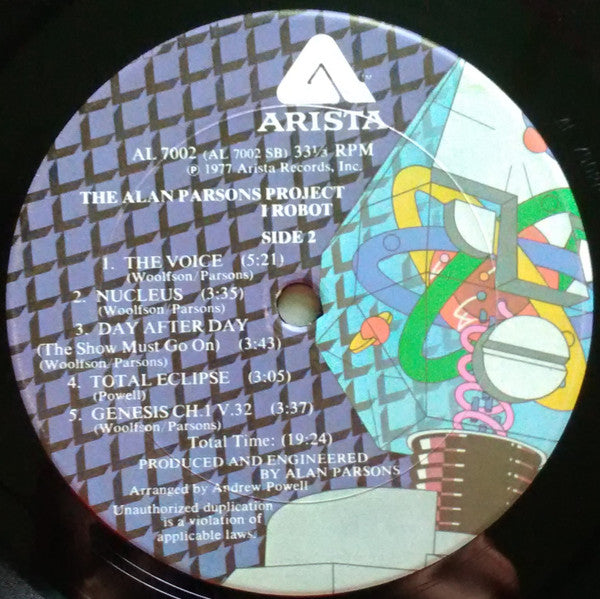 ™
ARISTA
AL 7002 (AL 7002 SB) 33⅓ RPM
℗ 1977 Arista Records, Inc.
THE ALAN PARSONS PROJECT
I ROBOT
SIDE 2
1. THE VOICE (5:21)
(Woolfson/Parsons)
2. NUCLEUS (3:35)
(Woolfson/Parsons)
3. DAY AFTER DAY
(The Show Must Go On) (3:43)
(Woolfson/Parsons)
4. TOTAL ECLIPSE (3:05)
(Powell)
5. GENESIS CH.1 V.32 (3:37)
(Woolfson/Parsons)
Total Time: (19:24)
PRODUCED AND ENGINEERED
BY ALAN PARSONS
Arranged by Andrew Powell
Unauthorized duplication
is a violation of
applicable laws.